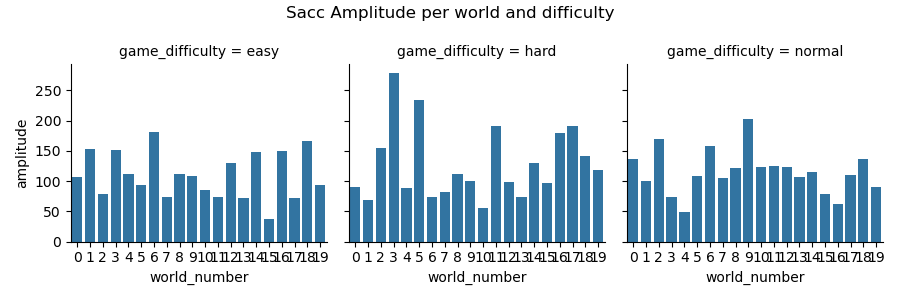 Sacc Amplitude per world and difficulty
game_difficulty = easy
game_difficulty = hard
game_difficulty = normal
amplitude
250
200
150
100
50
0
0 1 2 3 4 5 6 7 8 9 10 11 12 13 14 15 16 17 18 19
0 1 2 3 4 5 6 7 8 9 10 11 12 13 14 15 16 17 18 19
0 1 2 3 4 5 6 7 8 9 10 11 12 13 14 15 16 17 18 19
world_number
world_number
world_number